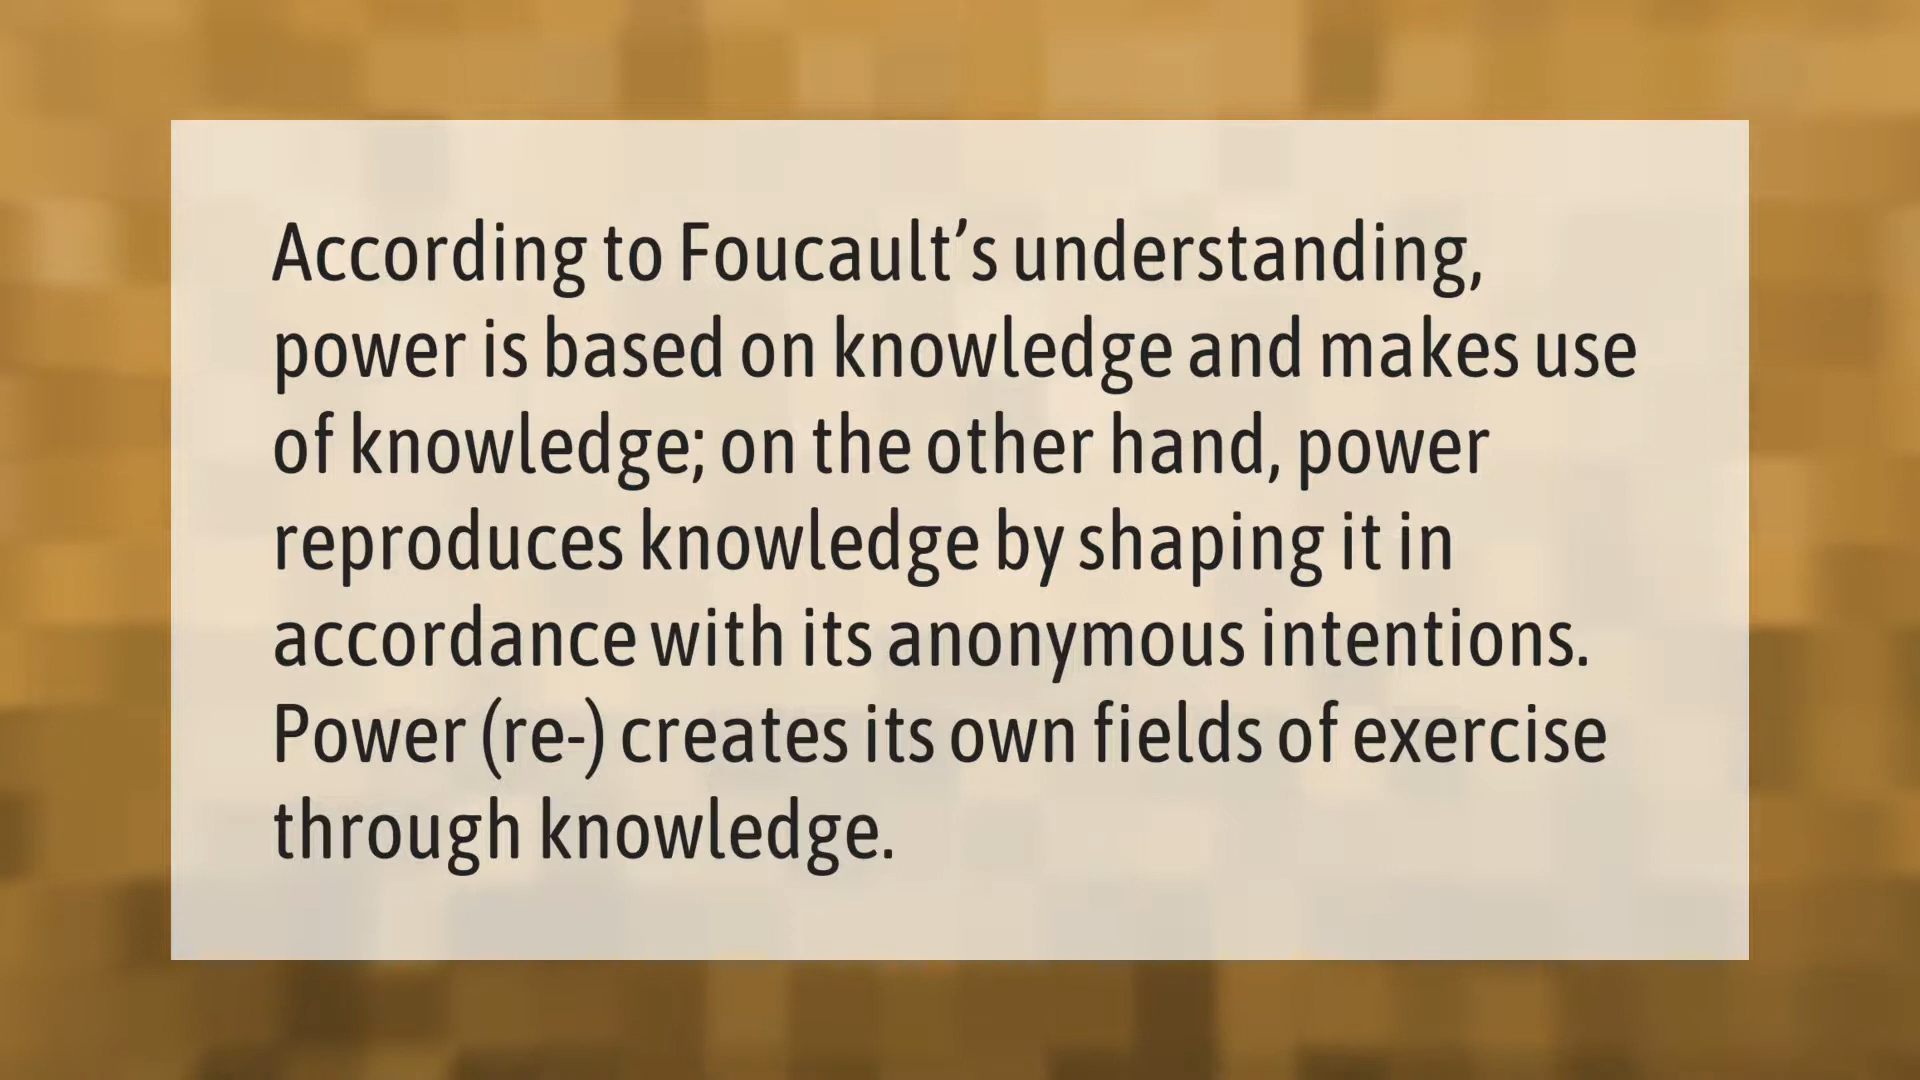 According to Foucault’s understanding,
power is based on knowledge and makes use
of knowledge; on the other hand, power
reproduces knowledge by shaping it in
accordance with its anonymous intentions.
Power (re-) creates its own fields of exercise
through knowledge.